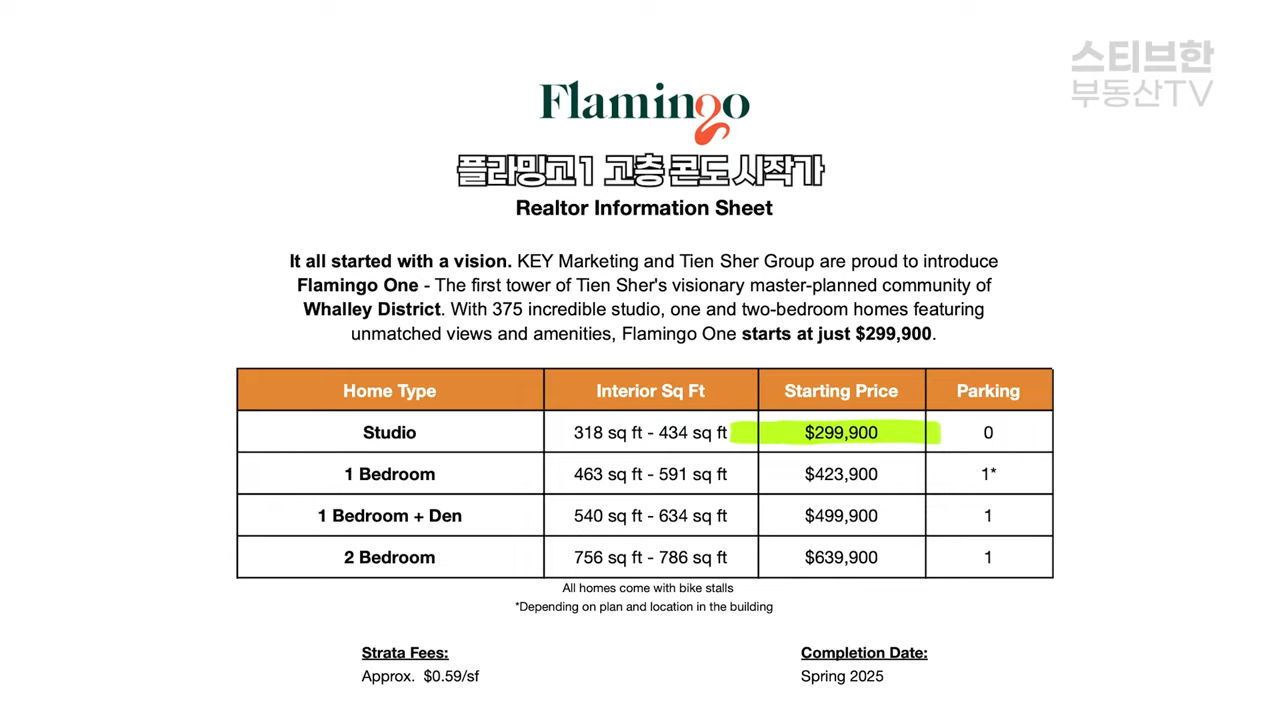 스티브한
부동산TV
Flamingo
플라밍고1 고층 콘도 시작가
Realtor Information Sheet
It all started with a vision. KEY Marketing and Tien Sher Group are proud to introduce
Flamingo One - The first tower of Tien Sher's visionary master-planned community of
Whalley District. With 375 incredible studio, one and two-bedroom homes featuring
unmatched views and amenities, Flamingo One starts at just $299,900.
Home Type Interior Sq Ft Starting Price Parking
Studio 318 sq ft - 434 sq ft $299,900 0
1 Bedroom 463 sq ft - 591 sq ft $423,900 1*
1 Bedroom + Den 540 sq ft - 634 sq ft $499,900 1
2 Bedroom 756 sq ft - 786 sq ft $639,900 1
All homes come with bike stalls
*Depending on plan and location in the building
Strata Fees: Completion Date:
Approx. $0.59/sf Spring 2025